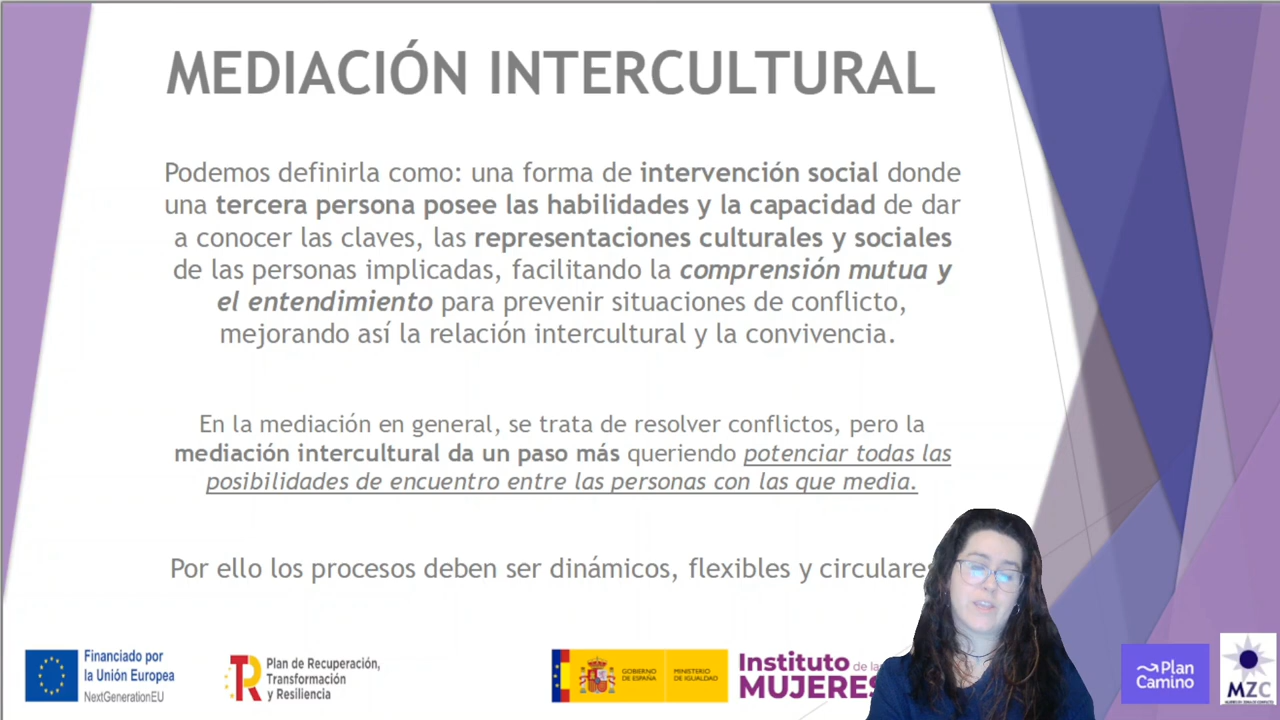 MEDIACIÓN INTERCULTURAL
Podemos definirla como: una forma de intervención social donde
una tercera persona posee las habilidades y la capacidad de dar
a conocer las claves, las representaciones culturales y sociales
de las personas implicadas, facilitando la comprensión mutua y
el entendimiento para prevenir situaciones de conflicto,
mejorando así la relación intercultural y la convivencia.
En la mediación en general, se trata de resolver conflictos, pero la
mediación intercultural da un paso más queriendo potenciar todas las
posibilidades de encuentro entre las personas con las que media.
Por ello los procesos deben ser dinámicos, flexibles y circulares
Financiado por
la Unión Europea
NextGenerationEU
Plan de Recuperación,
Transformación
y Resiliencia
GOBIERNO
DE ESPAÑA
MINISTERIO
DE IGUALDAD
Instituto de la
MUJERES
Plan
Camino
MZC